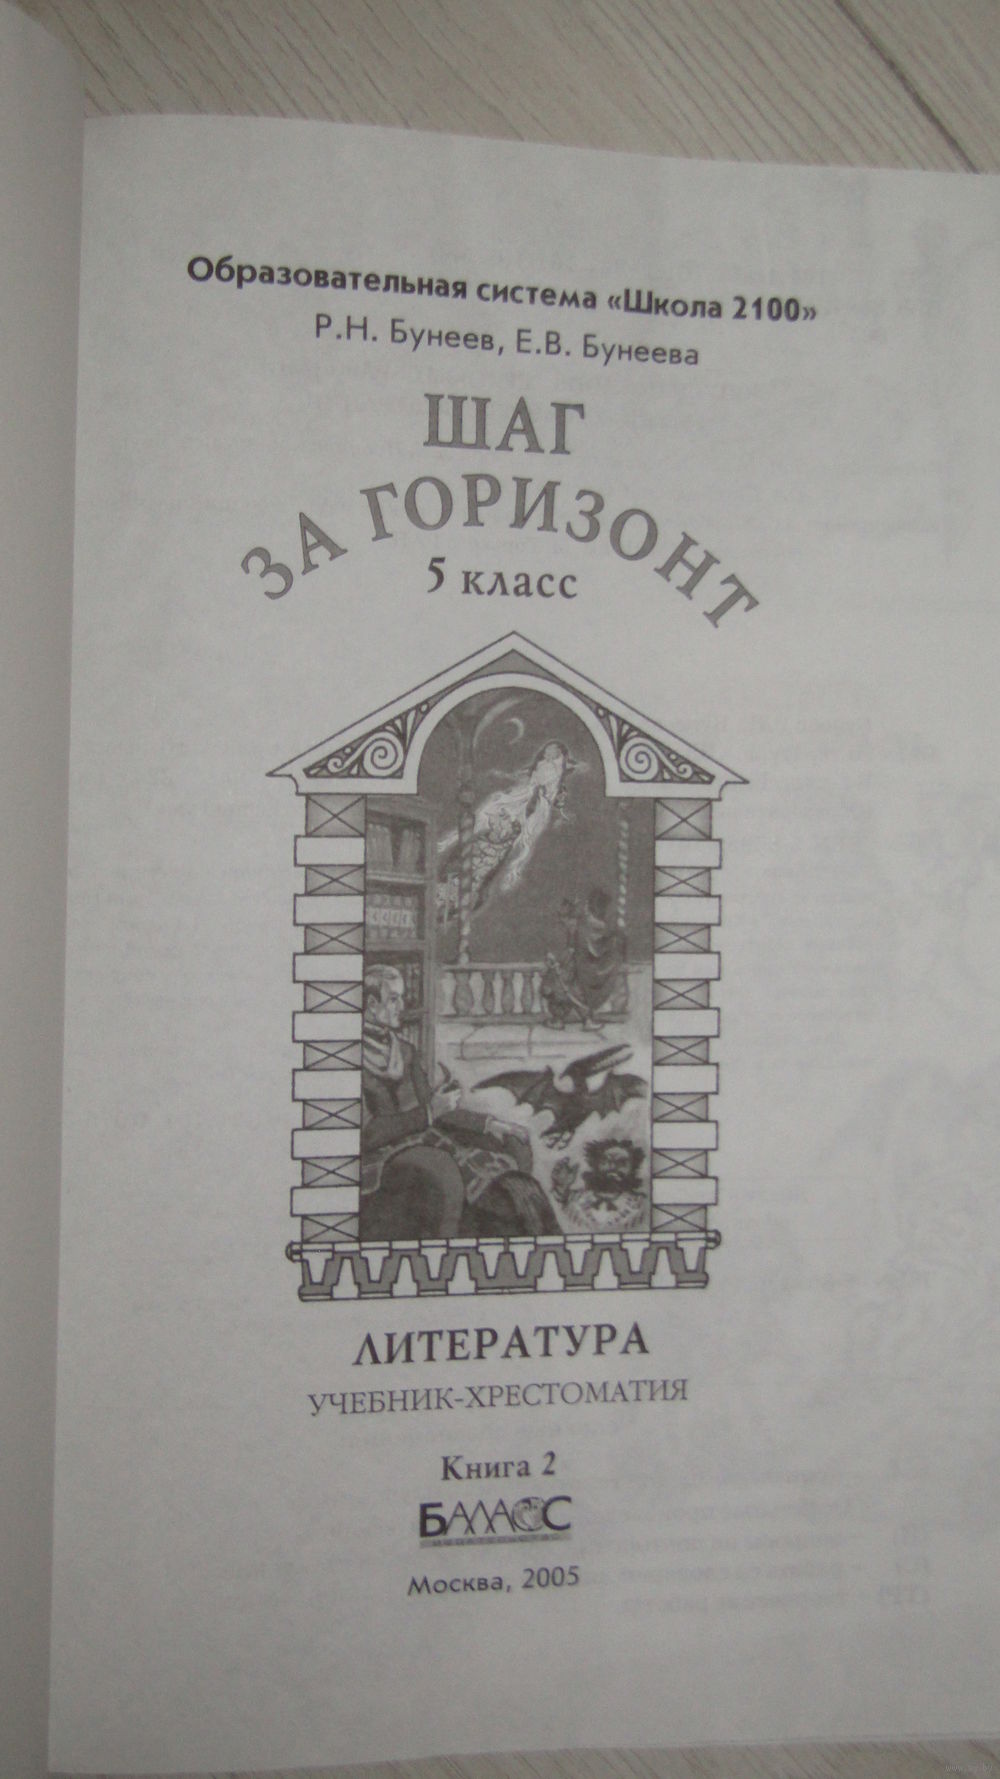 Образовательная система «Школа 2100»
Р.Н. Бунеев, Е.В. Бунеева
ШАГ
ЗА ГОРИЗОНТ
5 класс
ЛИТЕРАТУРА
УЧЕБНИК-ХРЕСТОМАТИЯ
Книга 2
БАЛАСС
ИЗДАТЕЛЬСТВО
Москва, 2005